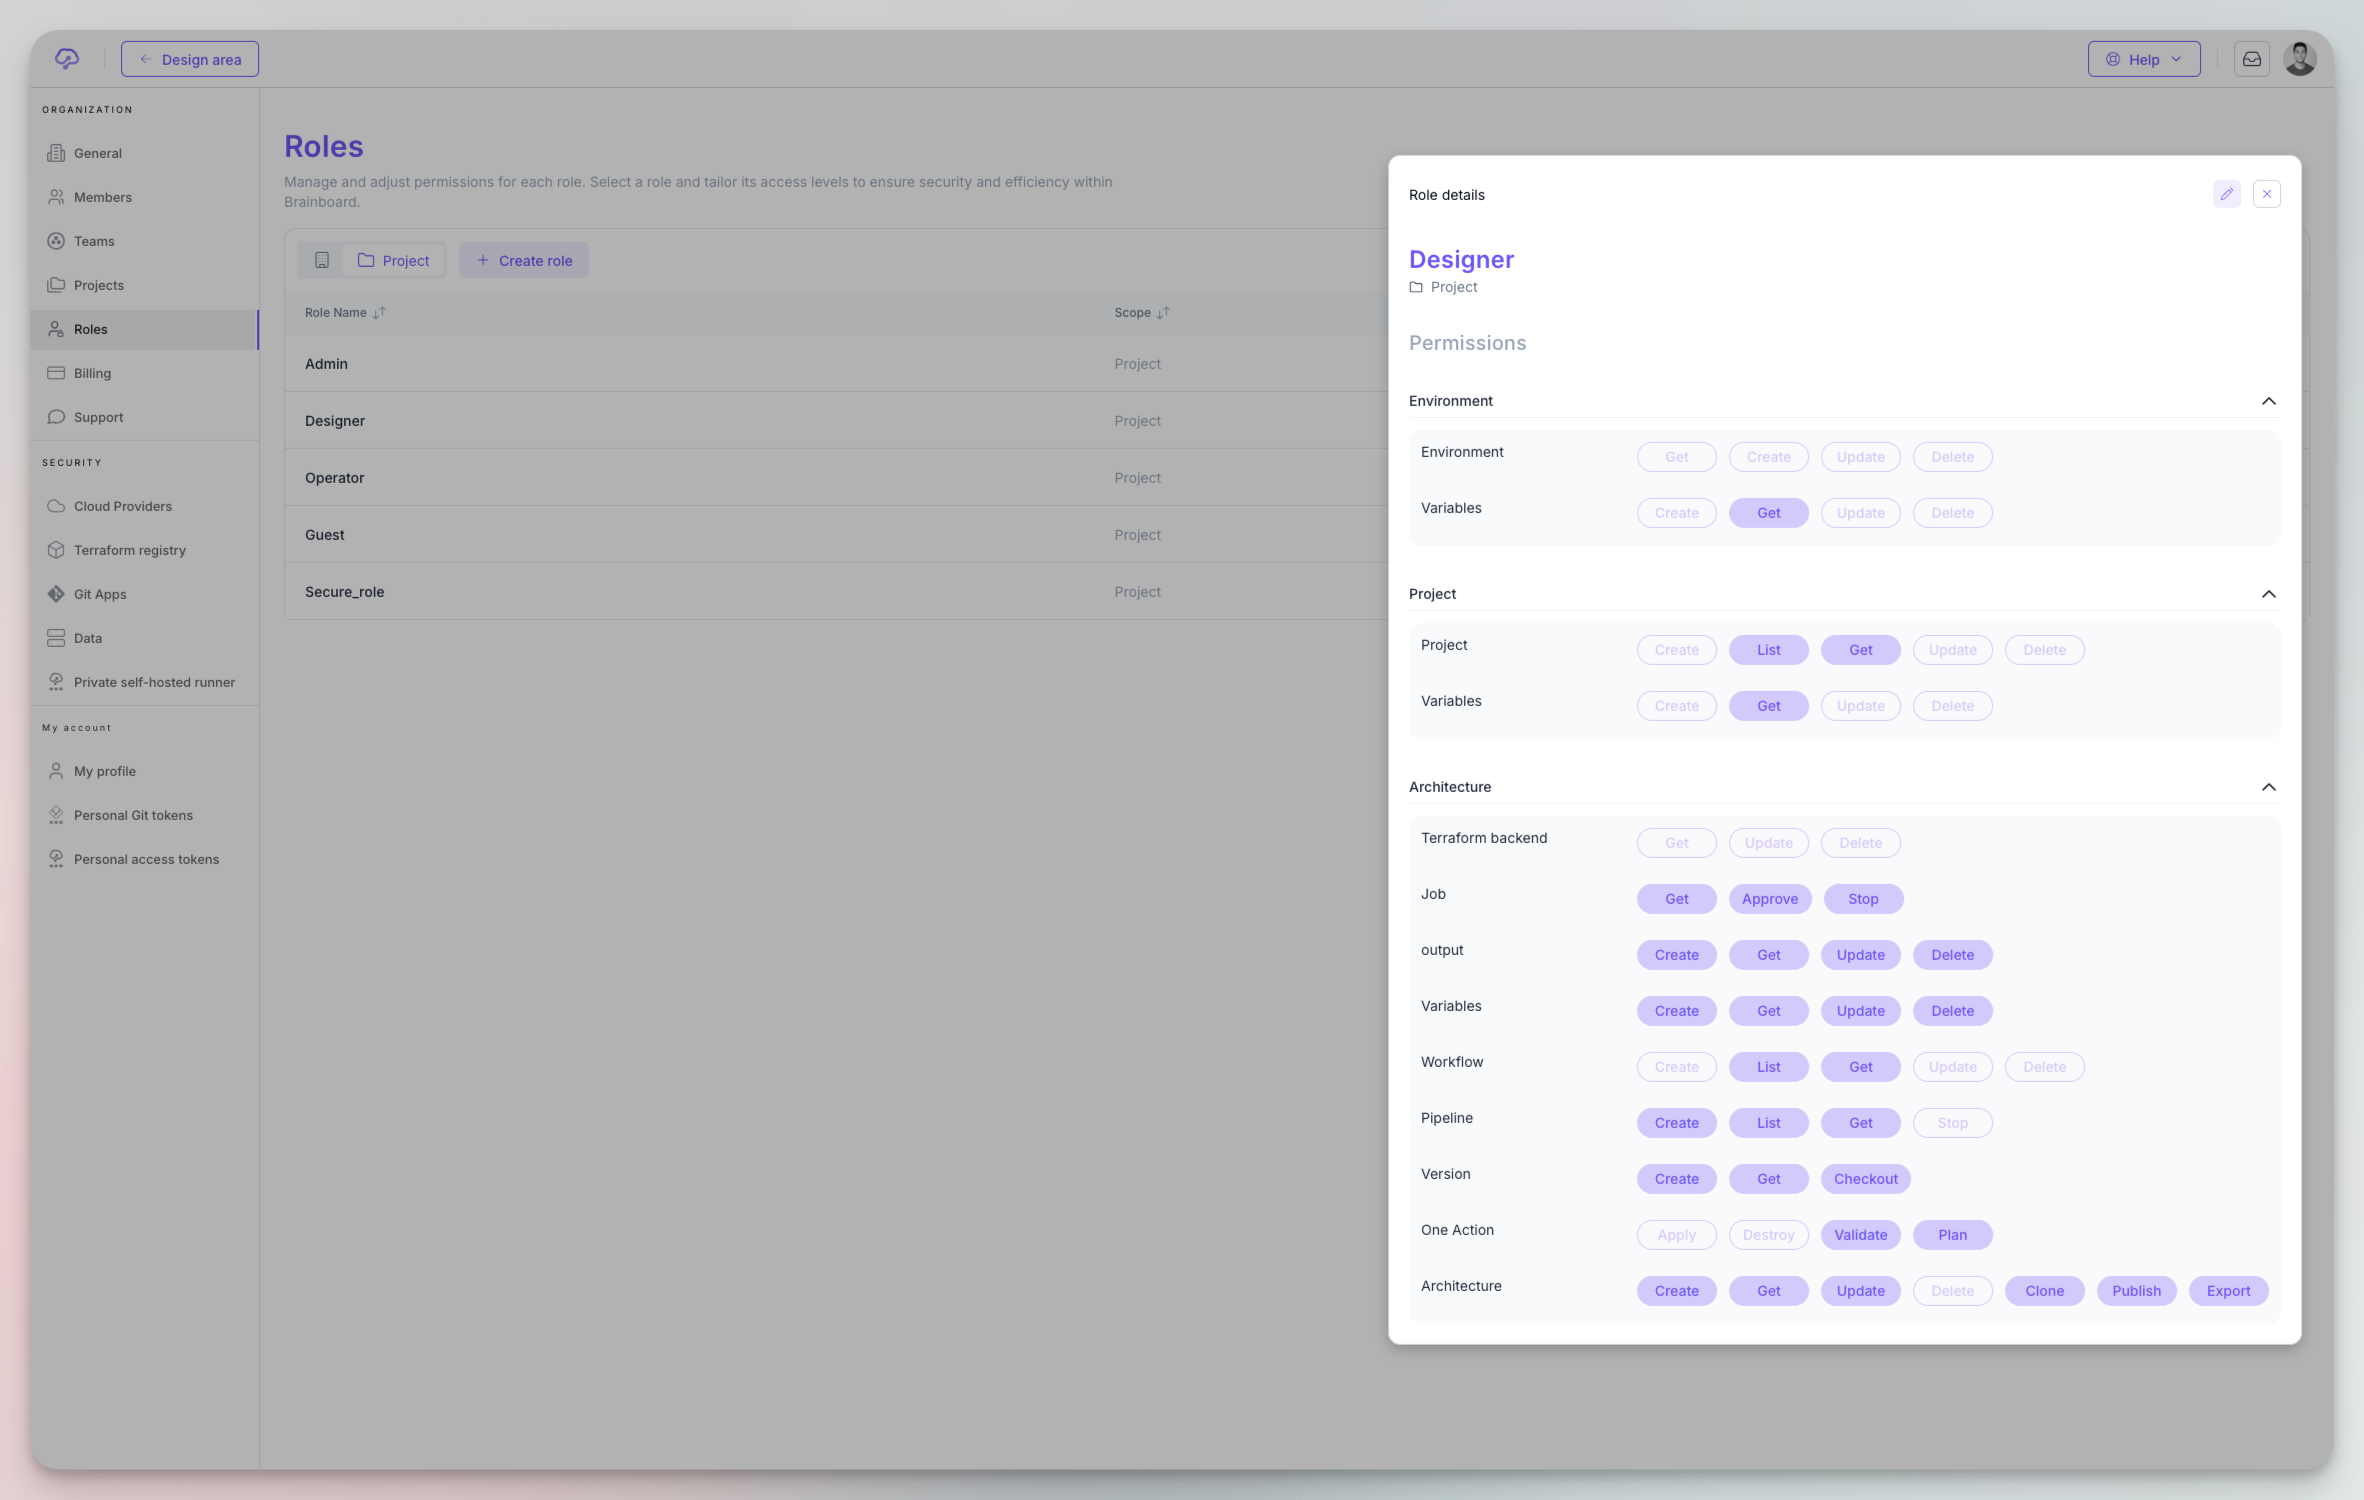 Design area
Help
ORGANIZATION
General
Members
Teams
Projects
Roles
Billing
Support
SECURITY
Cloud Providers
Terraform registry
Git Apps
Data
Private self-hosted runner
My account
My profile
Personal Git tokens
Personal access tokens
Roles
Manage and adjust permissions for each role. Select a role and tailor its access levels to ensure security and efficiency within
Brainboard.
Project
Create role
Role Name Scope
Admin Project
Designer Project
Operator Project
Guest Project
Secure_role Project
Role details
Designer
Project
Permissions
Environment
Environment Get Create Update Delete
Variables Create Get Update Delete
Project
Project Create List Get Update Delete
Variables Create Get Update Delete
Architecture
Terraform backend Get Update Delete
Job Get Approve Stop
output Create Get Update Delete
Variables Create Get Update Delete
Workflow Create List Get Update Delete
Pipeline Create List Get Stop
Version Create Get Checkout
One Action Apply Destroy Validate Plan
Architecture Create Get Update Delete Clone Publish Export